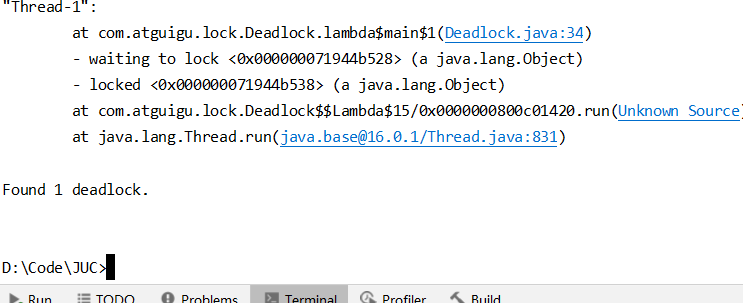 "Thread-1":
at com.atguigu.lock.Deadlock.lambda$main$1(Deadlock.java:34)
- waiting to lock <0x000000071944b528> (a java.lang.Object)
- locked <0x000000071944b538> (a java.lang.Object)
at com.atguigu.lock.Deadlock$$Lambda$15/0x0000000800c01420.run(Unknown Source)
at java.lang.Thread.run(java.base@16.0.1/Thread.java:831)
Found 1 deadlock.
D:\Code\JUC>
Run TODO Problems Terminal Profiler Build